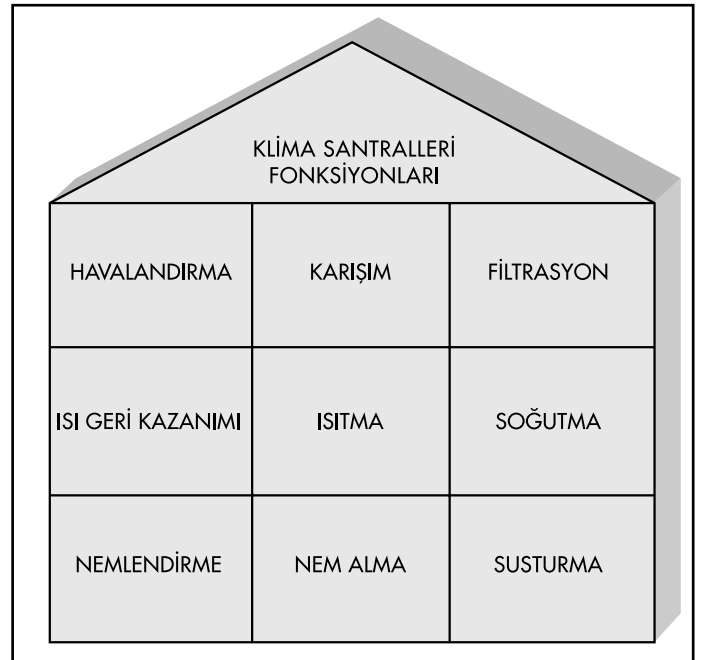 KLİMA SANTRALLERİ
FONKSİYONLARI
HAVALANDIRMA
KARIŞIM
FİLTRASYON
ISI GERİ KAZANIMI
ISITMA
SOĞUTMA
NEMLENDİRME
NEM ALMA
SUSTURMA